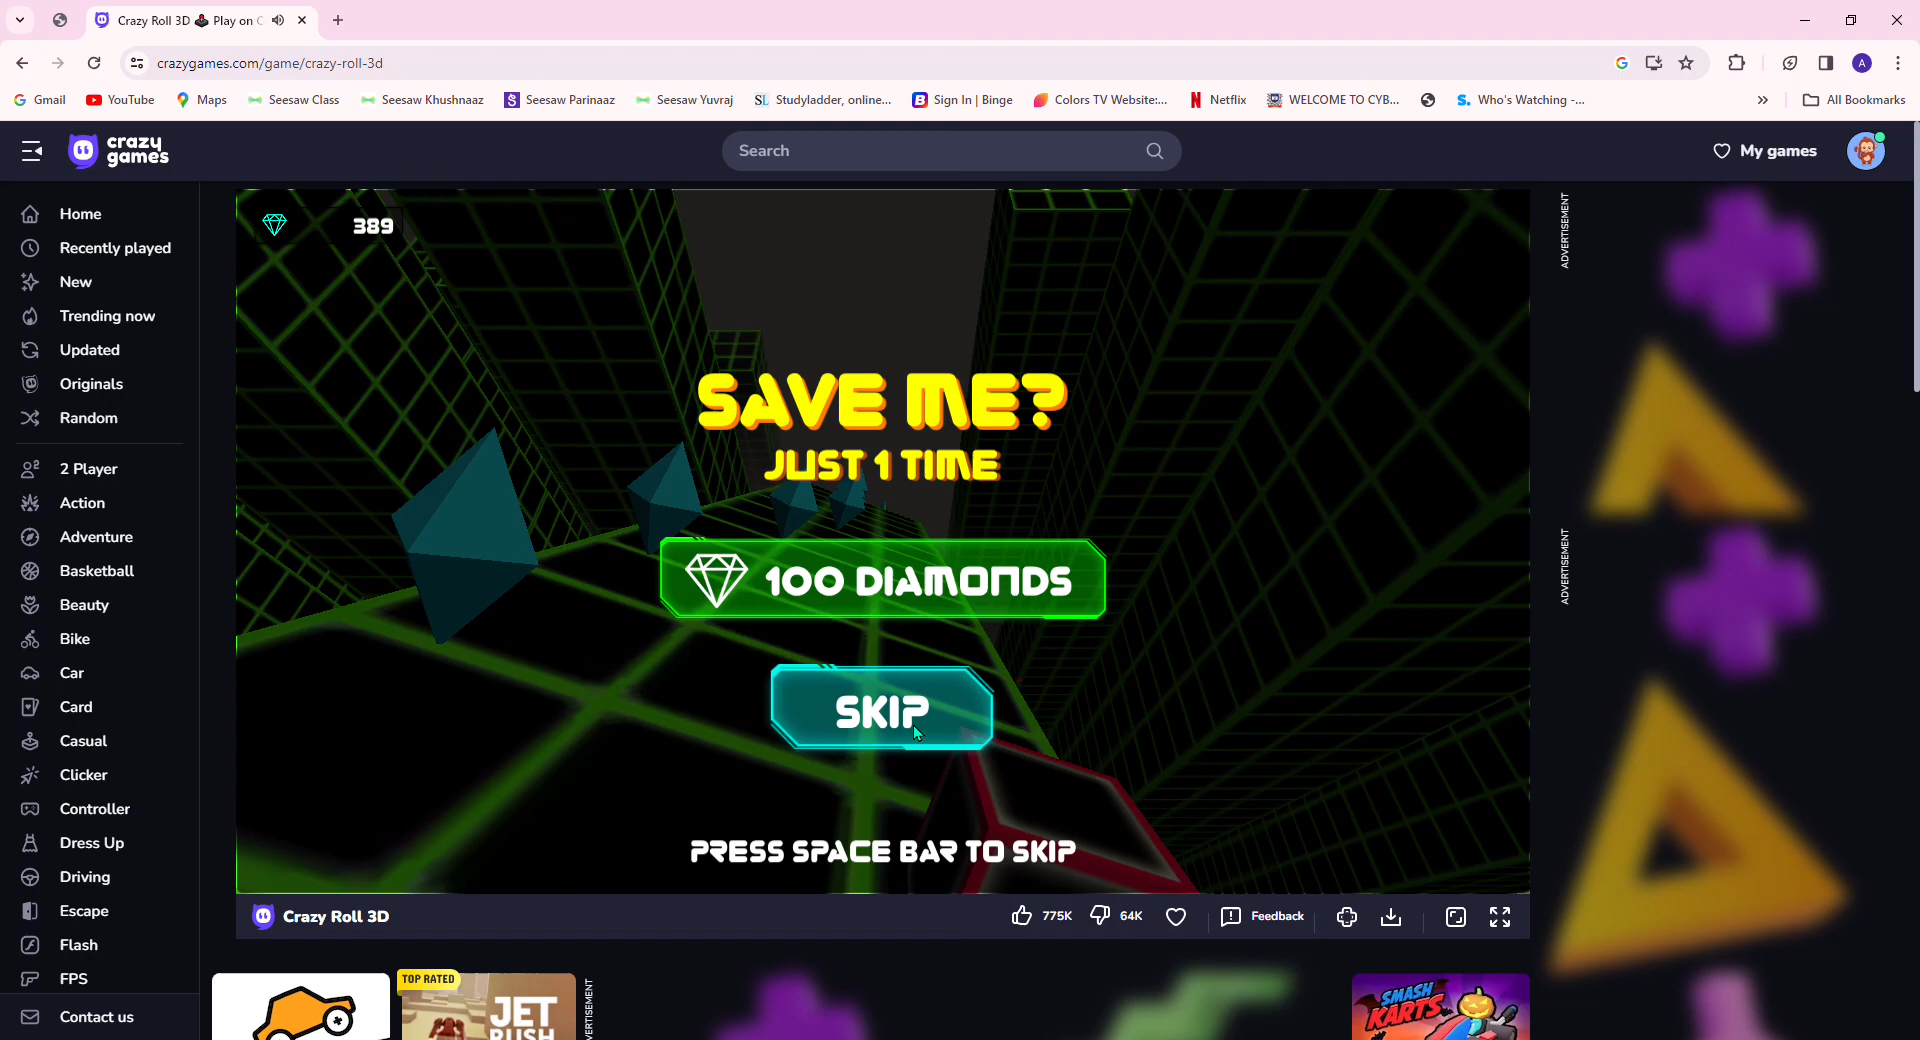 Crazy Roll 3D 🕹️ Play on C
crazygames.com/game/crazy-roll-3d
Gmail
YouTube
Maps
Seesaw Class
Seesaw Khushnaaz
Seesaw Parinaaz
Seesaw Yuvraj
Studyladder, online...
Sign In | Binge
Colors TV Website:...
Netflix
WELCOME TO CYB...
Who's Watching -...
All Bookmarks
crazy
games
Search
My games
Home
Recently played
New
Trending now
Updated
Originals
Random
2 Player
Action
Adventure
Basketball
Beauty
Bike
Car
Card
Casual
Clicker
Controller
Dress Up
Driving
Escape
Flash
FPS
Contact us
389
SAVE ME?
JUST 1 TIME
100 DIAMONDS
SKIP
PRESS SPACE BAR TO SKIP
Crazy Roll 3D
775K
64K
Feedback
ADVERTISEMENT
ADVERTISEMENT
TOP RATED
JET
RUSH
SMASH
KARTS